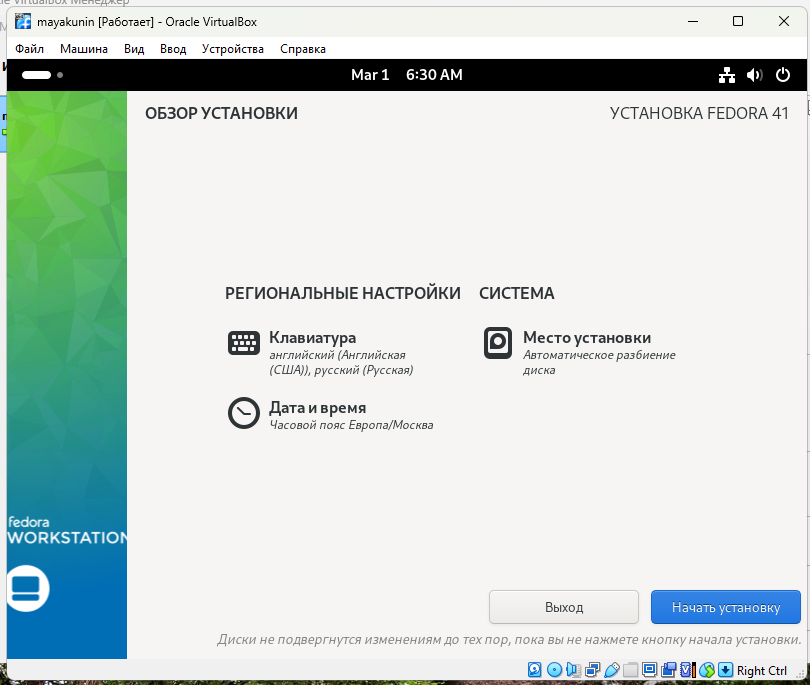 mayakunin [Работает] - Oracle VirtualBox
Файл Машина Вид Ввод Устройства Справка
Mar 1 6:30 AM
ОБЗОР УСТАНОВКИ
УСТАНОВКА FEDORA 41
РЕГИОНАЛЬНЫЕ НАСТРОЙКИ
Клавиатура
английский (Английская
(США)), русский (Русская)
Дата и время
Часовой пояс Европа/Москва
СИСТЕМА
Место установки
Автоматическое разбиение
диска
fedora
WORKSTATION
Выход
Начать установку
Диски не подвергнутся изменениям до тех пор, пока вы не нажмете кнопку начала установки.
Right Ctrl